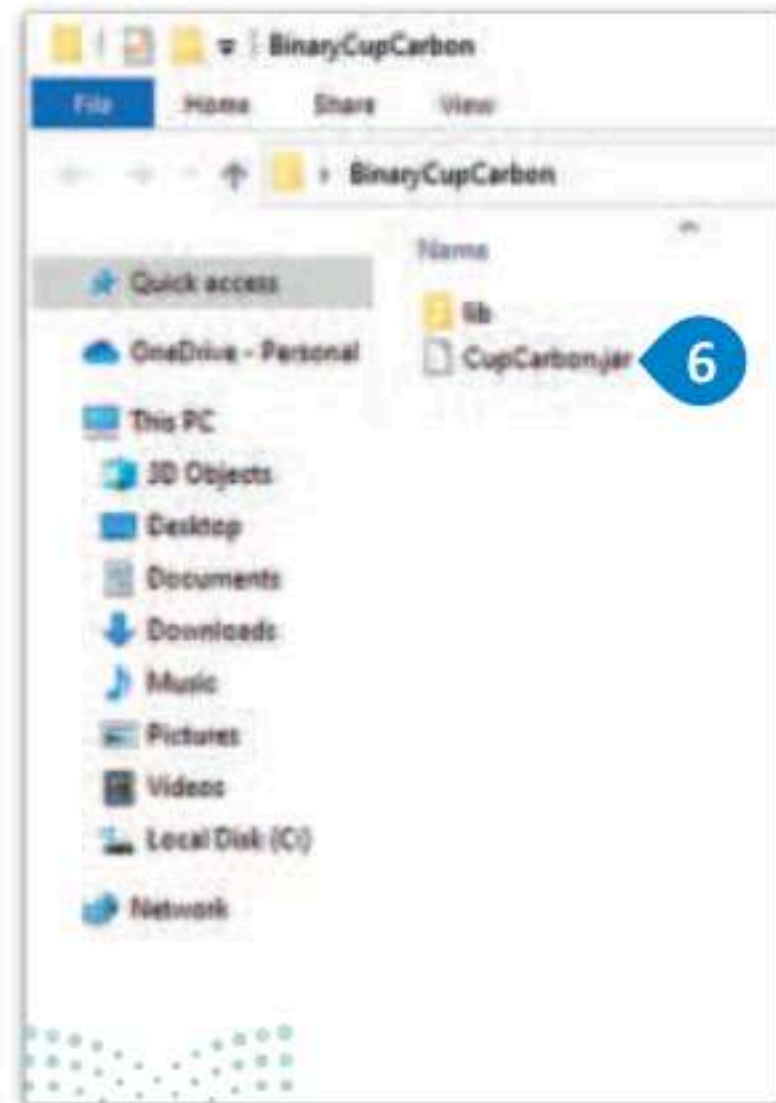 BinaryCupCarbon
File Home Share View
BinaryCupCarbon
Name
Quick access
lib
OneDrive - Personal
CupCarbon.jar 6
This PC
3D Objects
Desktop
Documents
Downloads
Music
Pictures
Videos
Local Disk (C:)
Network